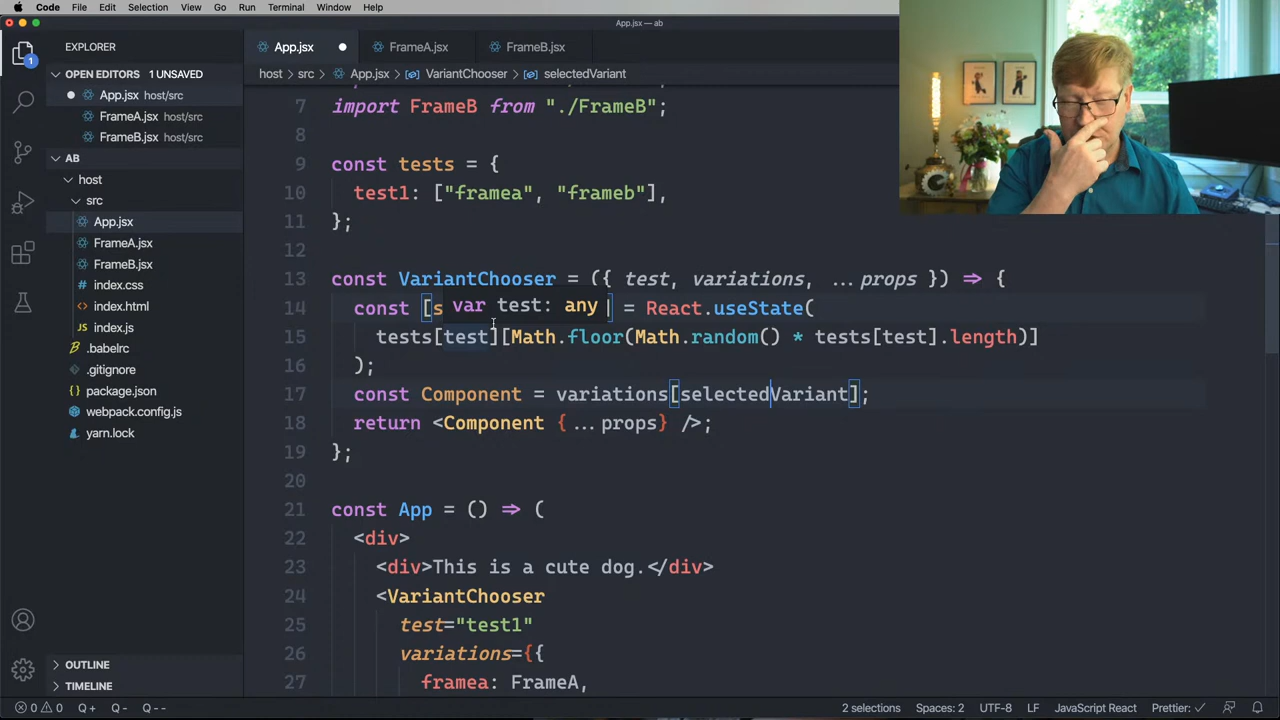 Code File Edit Selection View Go Run Terminal Window Help
App.jsx — ab
EXPLORER
OPEN EDITORS 1 UNSAVED
App.jsx host/src
FrameA.jsx host/src
FrameB.jsx host/src
AB
host
src
App.jsx
FrameA.jsx
FrameB.jsx
index.css
index.html
index.js
.babelrc
.gitignore
package.json
webpack.config.js
yarn.lock
OUTLINE
TIMELINE
1
App.jsx FrameA.jsx FrameB.jsx
host > src > App.jsx > VariantChooser > selectedVariant
7 import FrameB from "./FrameB";
8
9 const tests = {
10 test1: ["framea", "frameb"],
11 };
12
13 const VariantChooser = ({ test, variations, ...props }) => {
14 const [s var test: any ] = React.useState(
15 tests[test][Math.floor(Math.random() * tests[test].length)]
16 );
17 const Component = variations[selectedVariant];
18 return <Component {...props} />;
19 };
20
21 const App = () => (
22 <div>
23 <div>This is a cute dog.</div>
24 <VariantChooser
25 test="test1"
26 variations={{
27 framea: FrameA,
0 0 Q+ Q- Q-- 2 selections Spaces: 2 UTF-8 LF JavaScript React Prettier: ✓